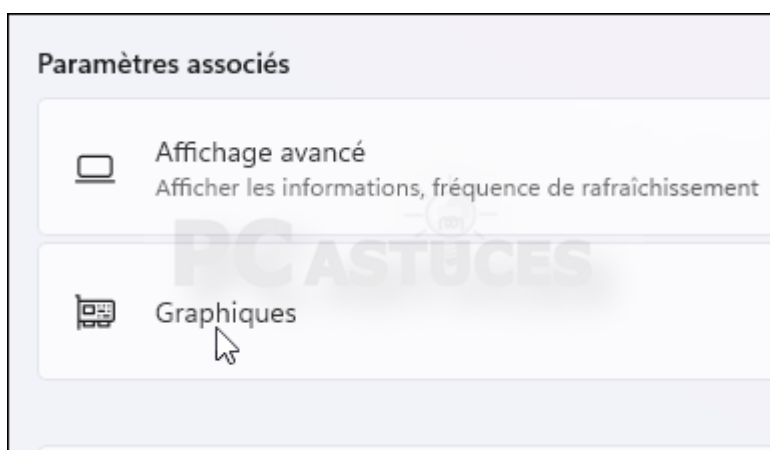 Paramètres associés
Affichage avancé
Afficher les informations, fréquence de rafraîchissement
PC ASTUCES
Graphiques